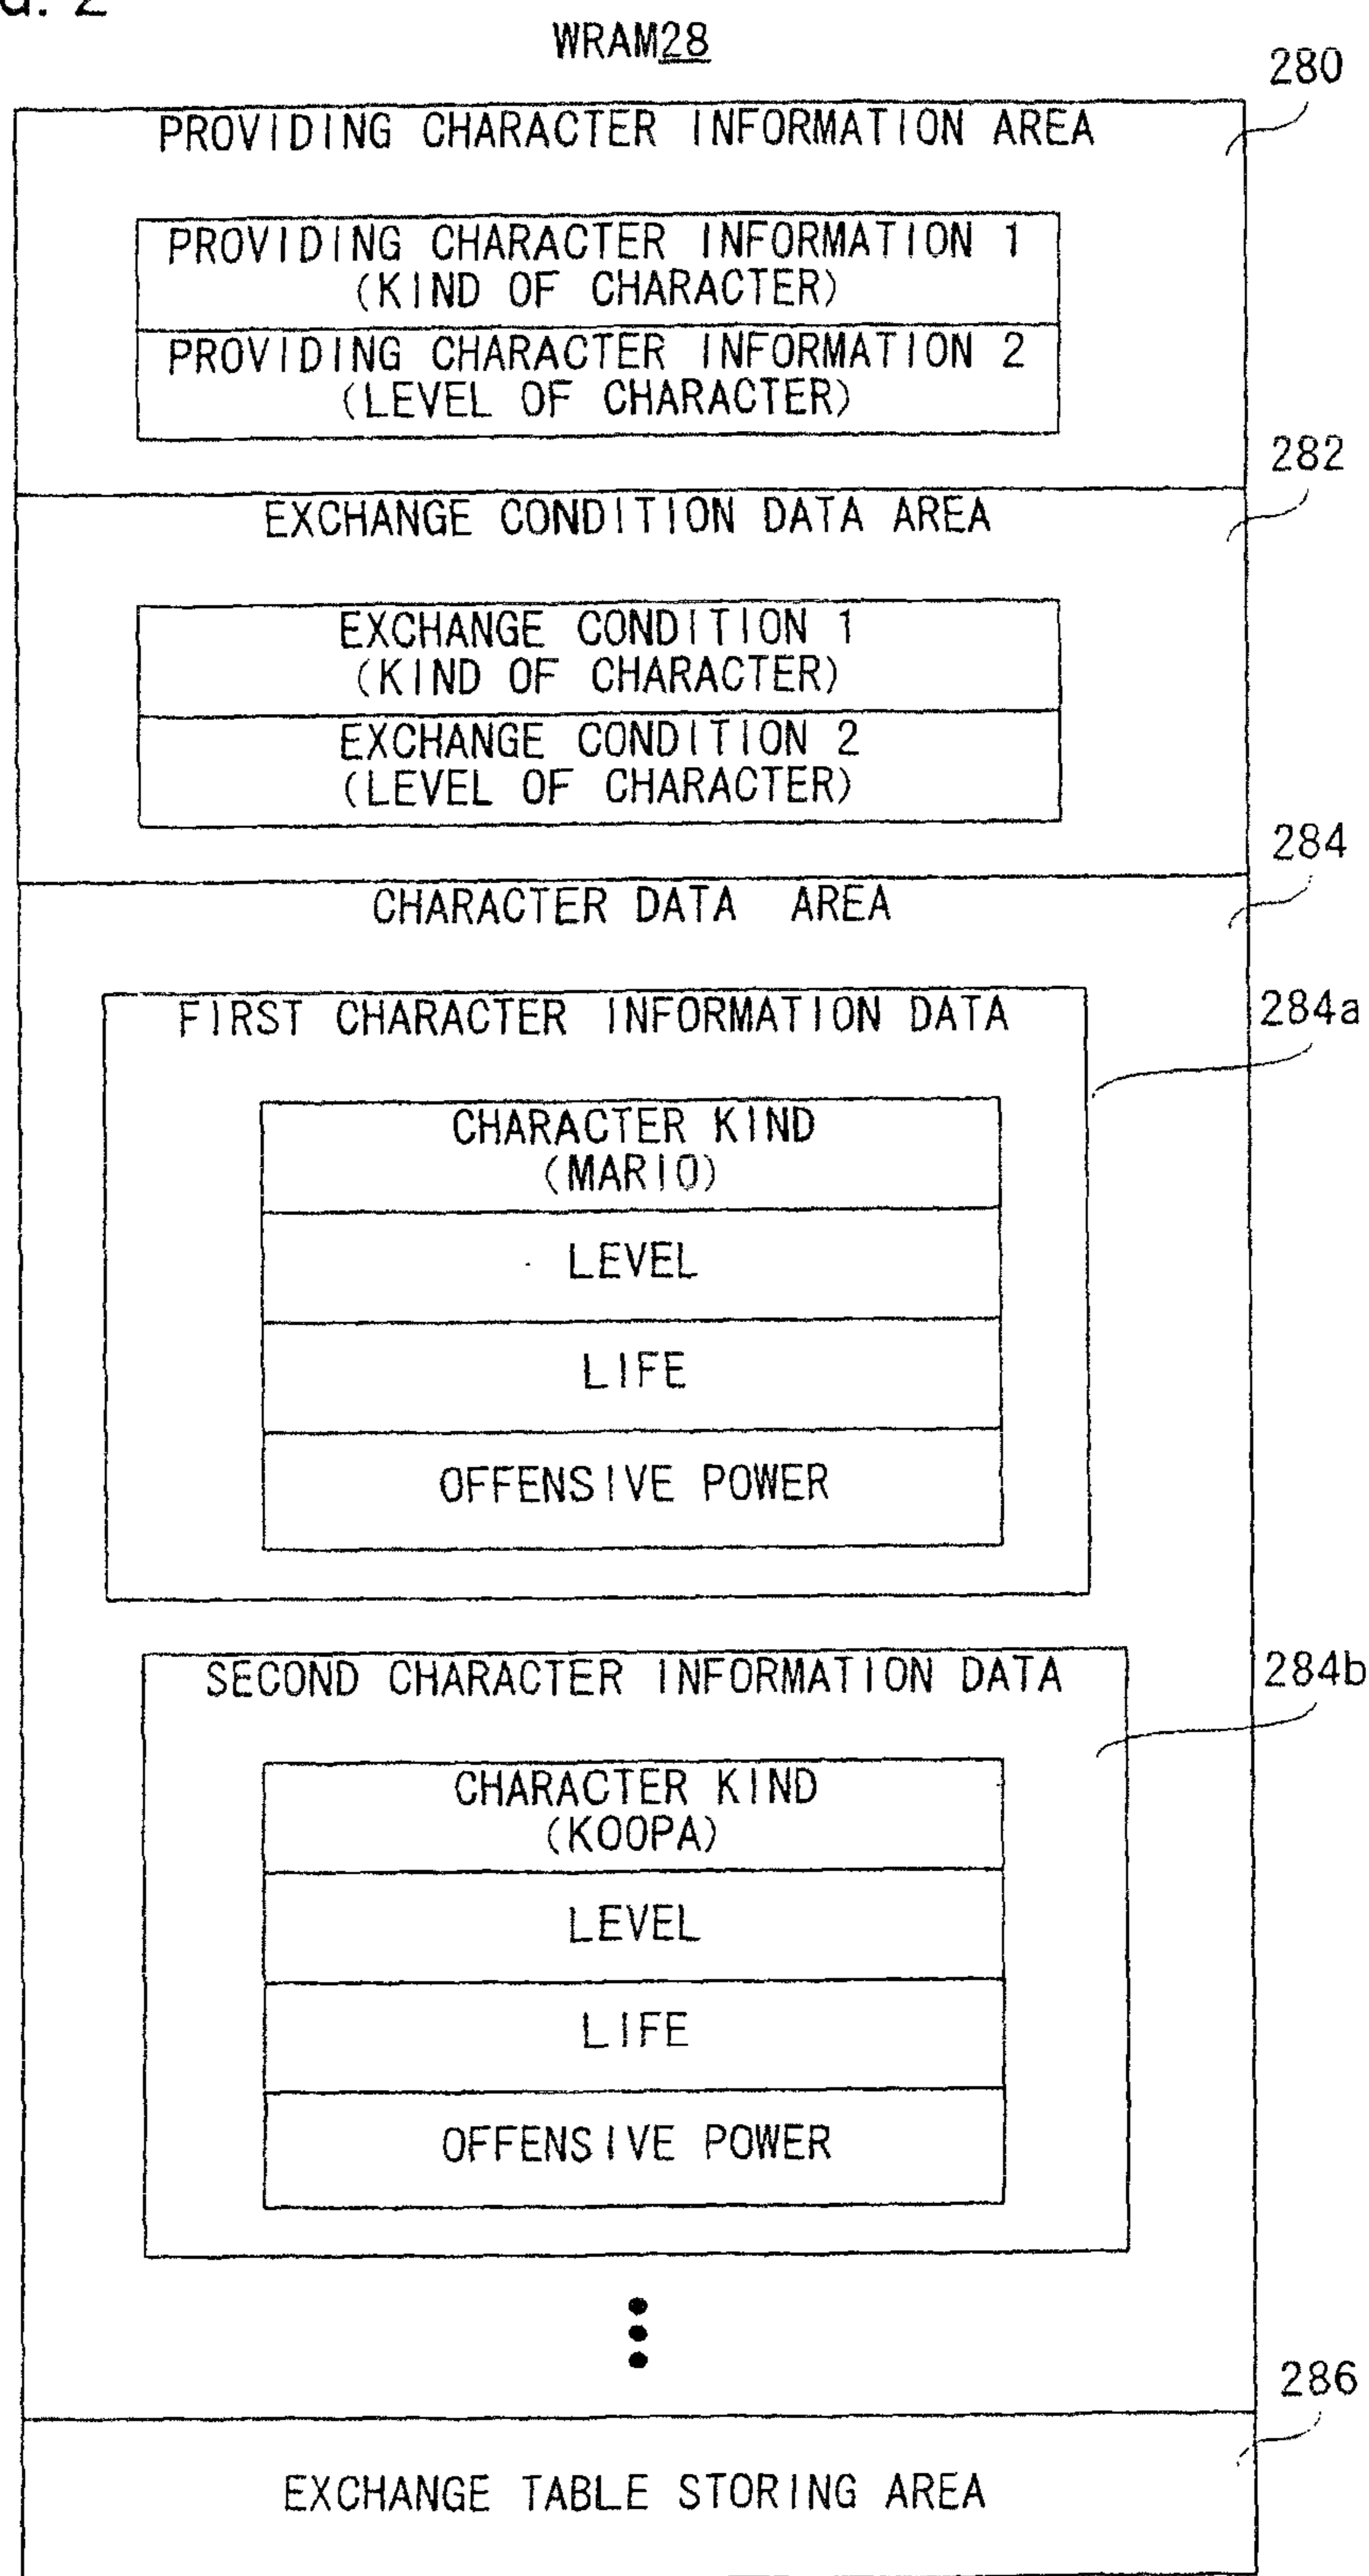 WRAM28
280
PROVIDING CHARACTER INFORMATION AREA
PROVIDING CHARACTER INFORMATION 1
(KIND OF CHARACTER)
PROVIDING CHARACTER INFORMATION 2
(LEVEL OF CHARACTER)
282
EXCHANGE CONDITION DATA AREA
EXCHANGE CONDITION 1
(KIND OF CHARACTER)
EXCHANGE CONDITION 2
(LEVEL OF CHARACTER)
284
CHARACTER DATA AREA
284a
FIRST CHARACTER INFORMATION DATA
CHARACTER KIND
(MARIO)
LEVEL
LIFE
OFFENSIVE POWER
284b
SECOND CHARACTER INFORMATION DATA
CHARACTER KIND
(KOOPA)
LEVEL
LIFE
OFFENSIVE POWER
286
EXCHANGE TABLE STORING AREA